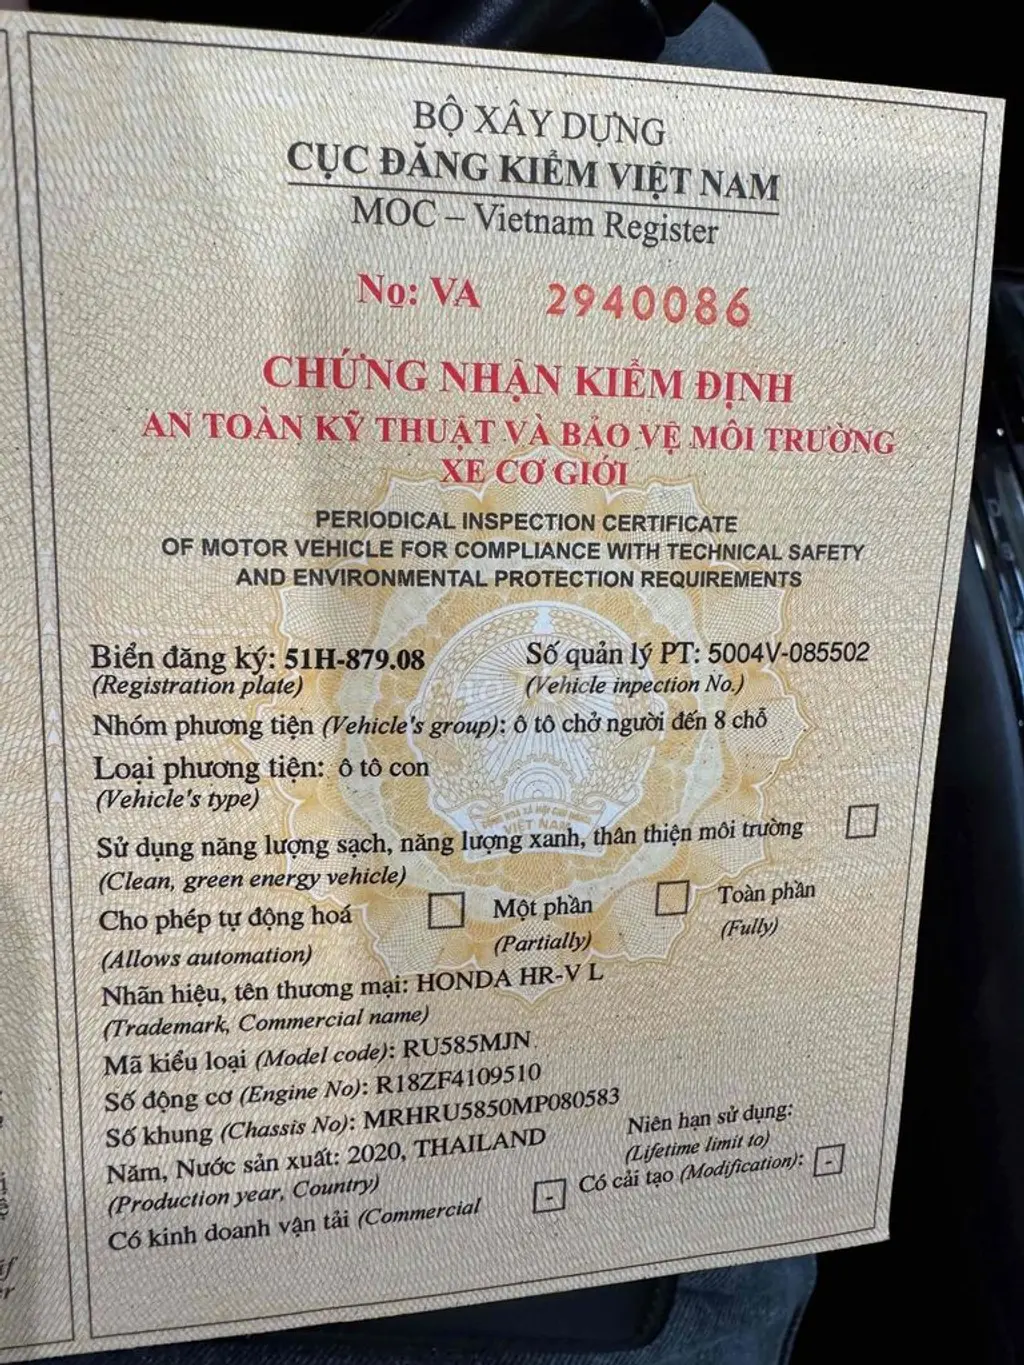 BỘ XÂY DỰNG
CỤC ĐĂNG KIỂM VIỆT NAM
MOC – Vietnam Register
No: VA 2940086
CHỨNG NHẬN KIỂM ĐỊNH
AN TOÀN KỸ THUẬT VÀ BẢO VỆ MÔI TRƯỜNG
XE CƠ GIỚI
PERIODICAL INSPECTION CERTIFICATE
OF MOTOR VEHICLE FOR COMPLIANCE WITH TECHNICAL SAFETY
AND ENVIRONMENTAL PROTECTION REQUIREMENTS
Biển đăng ký: 51H-879.08 Số quản lý PT: 5004V-085502
(Registration plate) (Vehicle inpection No.)
Nhóm phương tiện (Vehicle's group): ô tô chở người đến 8 chỗ
Loại phương tiện: ô tô con
(Vehicle's type)
Sử dụng năng lượng sạch, năng lượng xanh, thân thiện môi trường
(Clean, green energy vehicle)
Cho phép tự động hoá Một phần Toàn phần
(Allows automation) (Partially) (Fully)
Nhãn hiệu, tên thương mại: HONDA HR-V L
(Trademark, Commercial name)
Mã kiểu loại (Model code): RU585MJN
Số động cơ (Engine No): R18ZF4109510
Số khung (Chassis No): MRHRU5850MP080583
Năm, Nước sản xuất: 2020, THAILAND Niên hạn sử dụng:
(Production year, Country) (Lifetime limit to)
Có kinh doanh vận tải (Commercial - Có cải tạo (Modification): -
VIỆT NAM